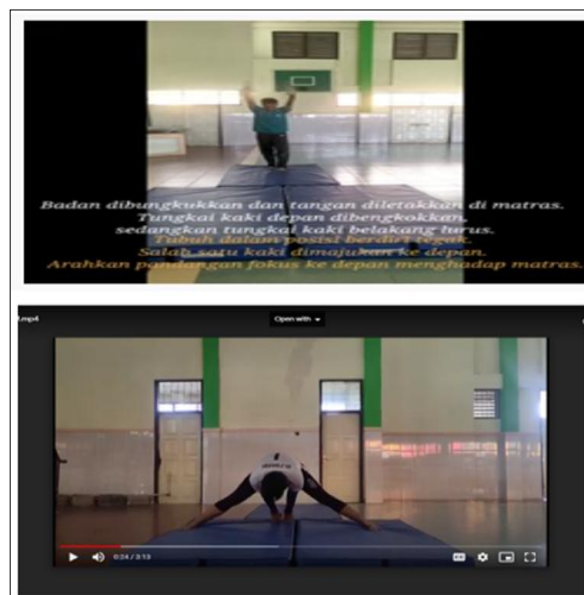 Badan dibungkukkan dan tangan diletakkan di matras.
Tungkai kaki depan dibengkokkan,
sedangkan tungkai kaki belakang lurus.
Tubuh dalam posisi berdiri tegak.
Salah satu kaki dimajukan ke depan.
Arahkan pandangan fokus ke depan menghadap matras.
.mp4
Open with
0:24 / 3:13